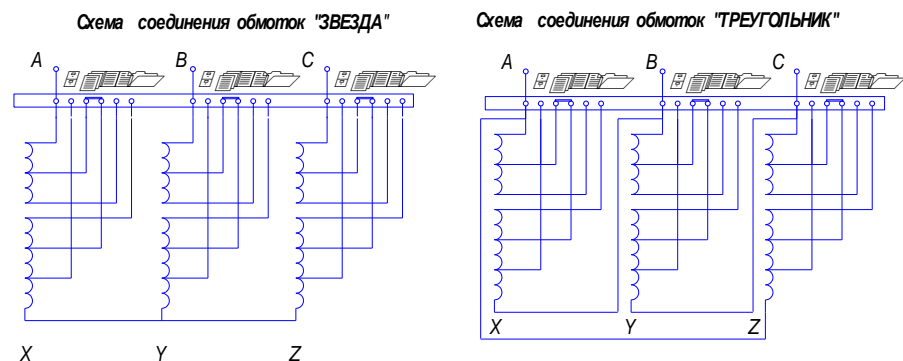 Схема соединения обмоток "ЗВЕЗДА"
A B C
X Y Z
Схема соединения обмоток "ТРЕУГОЛЬНИК"
A B C
X Y Z